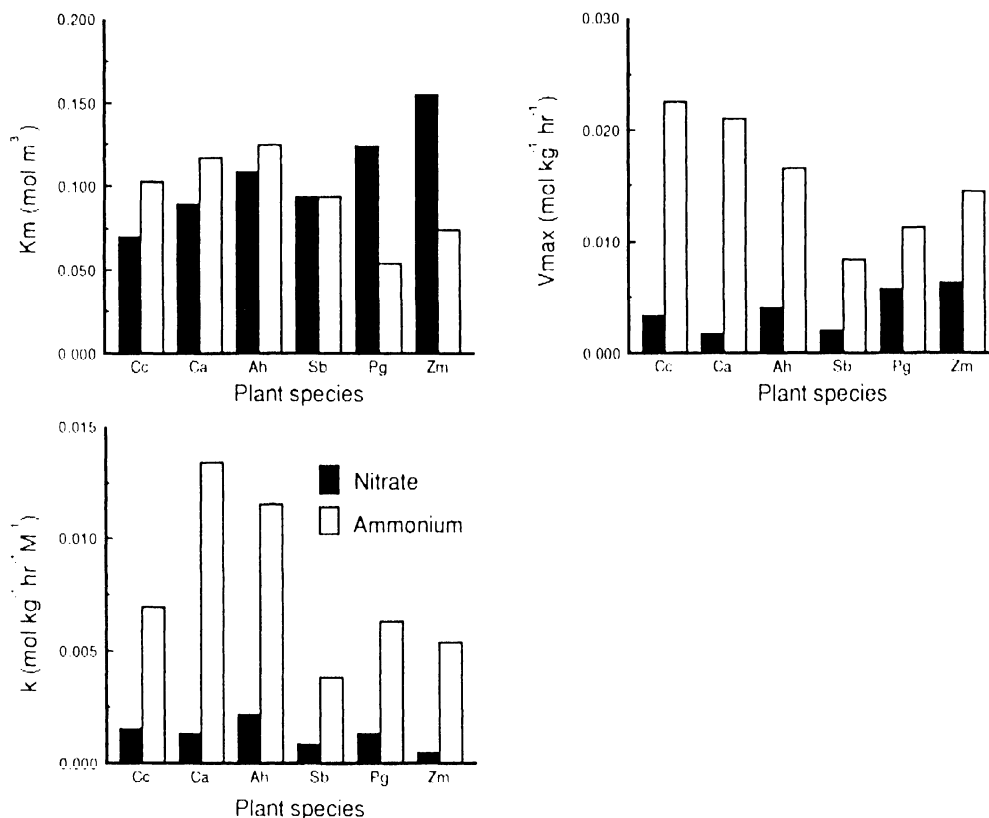 0.200
0.150
0.100
0.050
0.000
Km (mol m³)
Cc Ca Ah Sb Pg Zm
Plant species
0.030
0.020
0.010
0.000
Vmax (mol kg⁻¹ hr⁻¹)
Cc Ca Ah Sb Pg Zm
Plant species
0.015
0.010
0.005
0.000
k (mol kg⁻¹ hr⁻¹ M⁻¹)
Nitrate
Ammonium
Cc Ca Ah Sb Pg Zm
Plant species